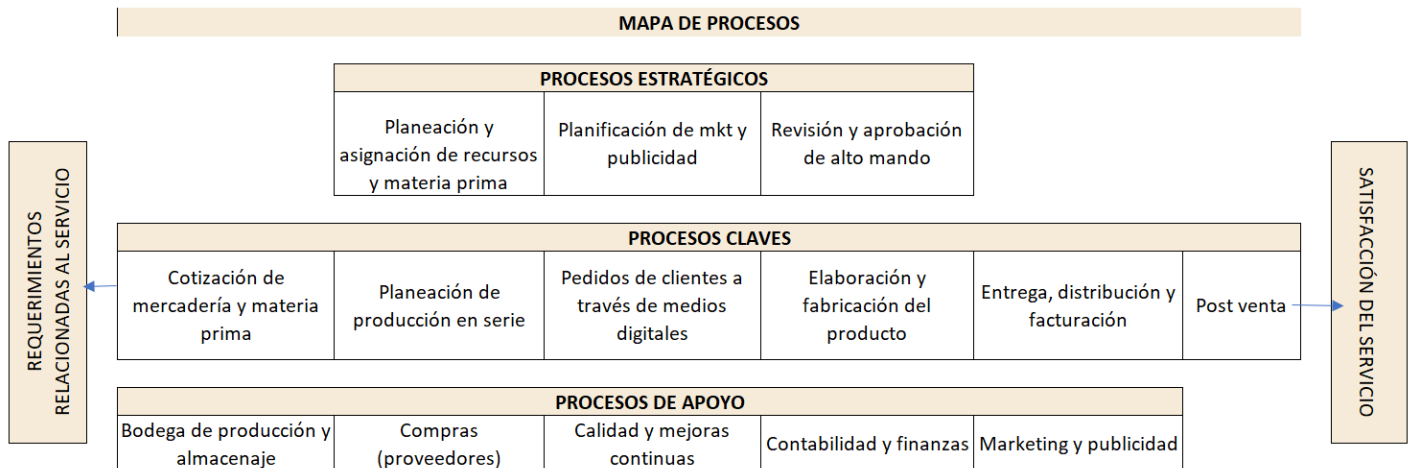 MAPA DE PROCESOS
PROCESOS ESTRATÉGICOS
Planeación y
asignación de recursos
y materia prima
Planificación de mkt y
publicidad
Revisión y aprobación
de alto mando
REQUERIMIENTOS
RELACIONADAS AL SERVICIO
PROCESOS CLAVES
Cotización de
mercadería y materia
prima
Planeación de
producción en serie
Pedidos de clientes a
través de medios
digitales
Elaboración y
fabricación del
producto
Entrega, distribución y
facturación
Post venta
SATISFACCIÓN DEL SERVICIO
PROCESOS DE APOYO
Bodega de producción y
almacenaje
Compras
(proveedores)
Calidad y mejoras
continuas
Contabilidad y finanzas
Marketing y publicidad